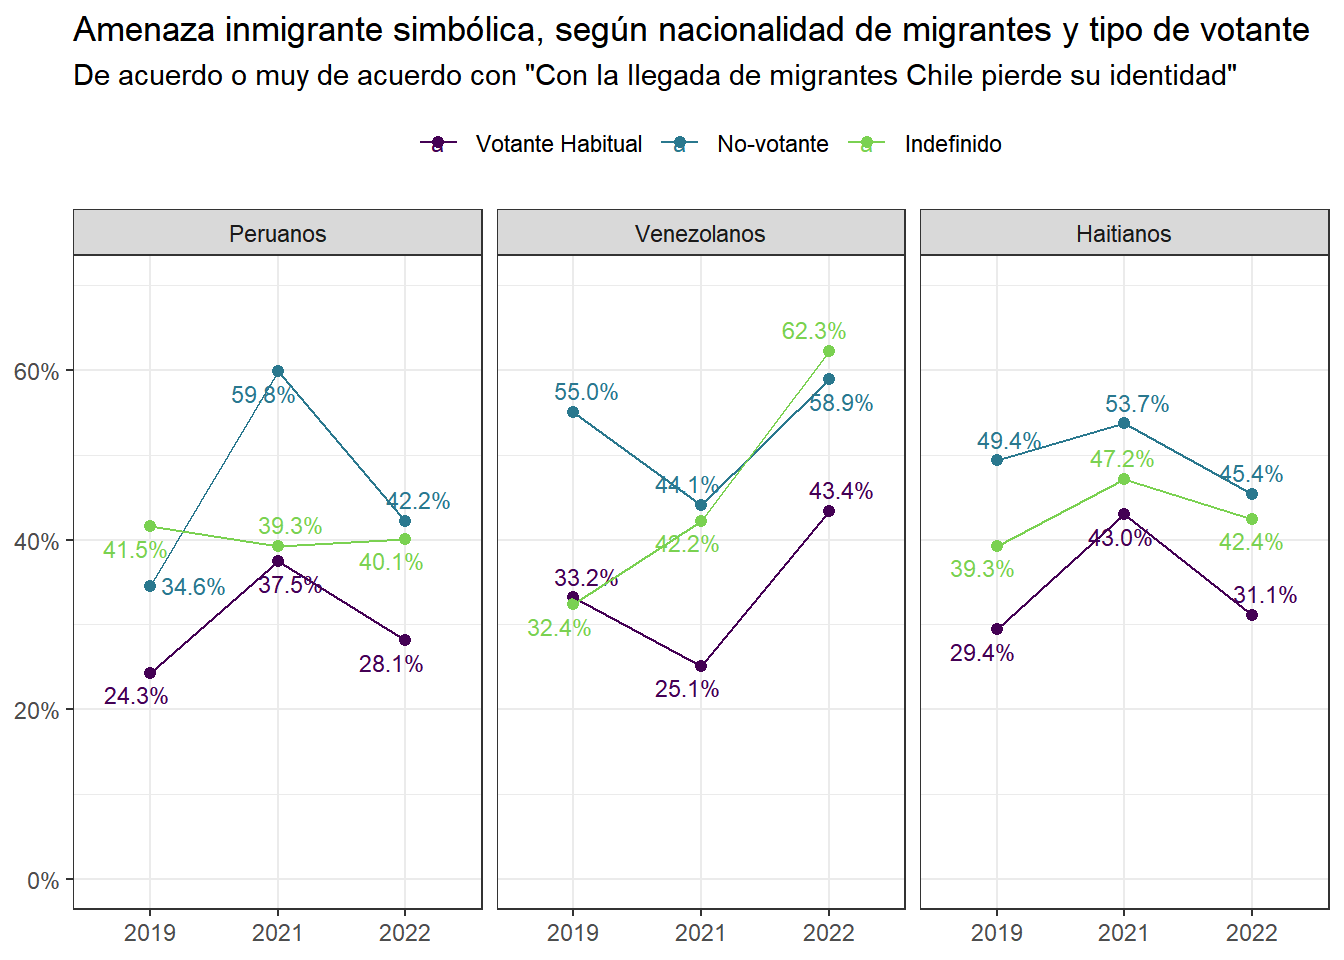 Amenaza inmigrante simbólica, según nacionalidad de migrantes y tipo de votante
De acuerdo o muy de acuerdo con "Con la llegada de migrantes Chile pierde su identidad"
a Votante Habitual a No-votante a Indefinido
Peruanos Venezolanos Haitianos
62.3%
60%
59.8% 55.0% 58.9% 53.7%
49.4%
42.2% 44.1% 43.4% 47.2% 45.4%
40%
41.5% 39.3% 40.1% 42.2% 43.0% 42.4%
34.6% 37.5% 33.2% 39.3% 31.1%
32.4%
24.3% 28.1% 25.1% 29.4%
20%
0%
2019 2021 2022 2019 2021 2022 2019 2021 2022